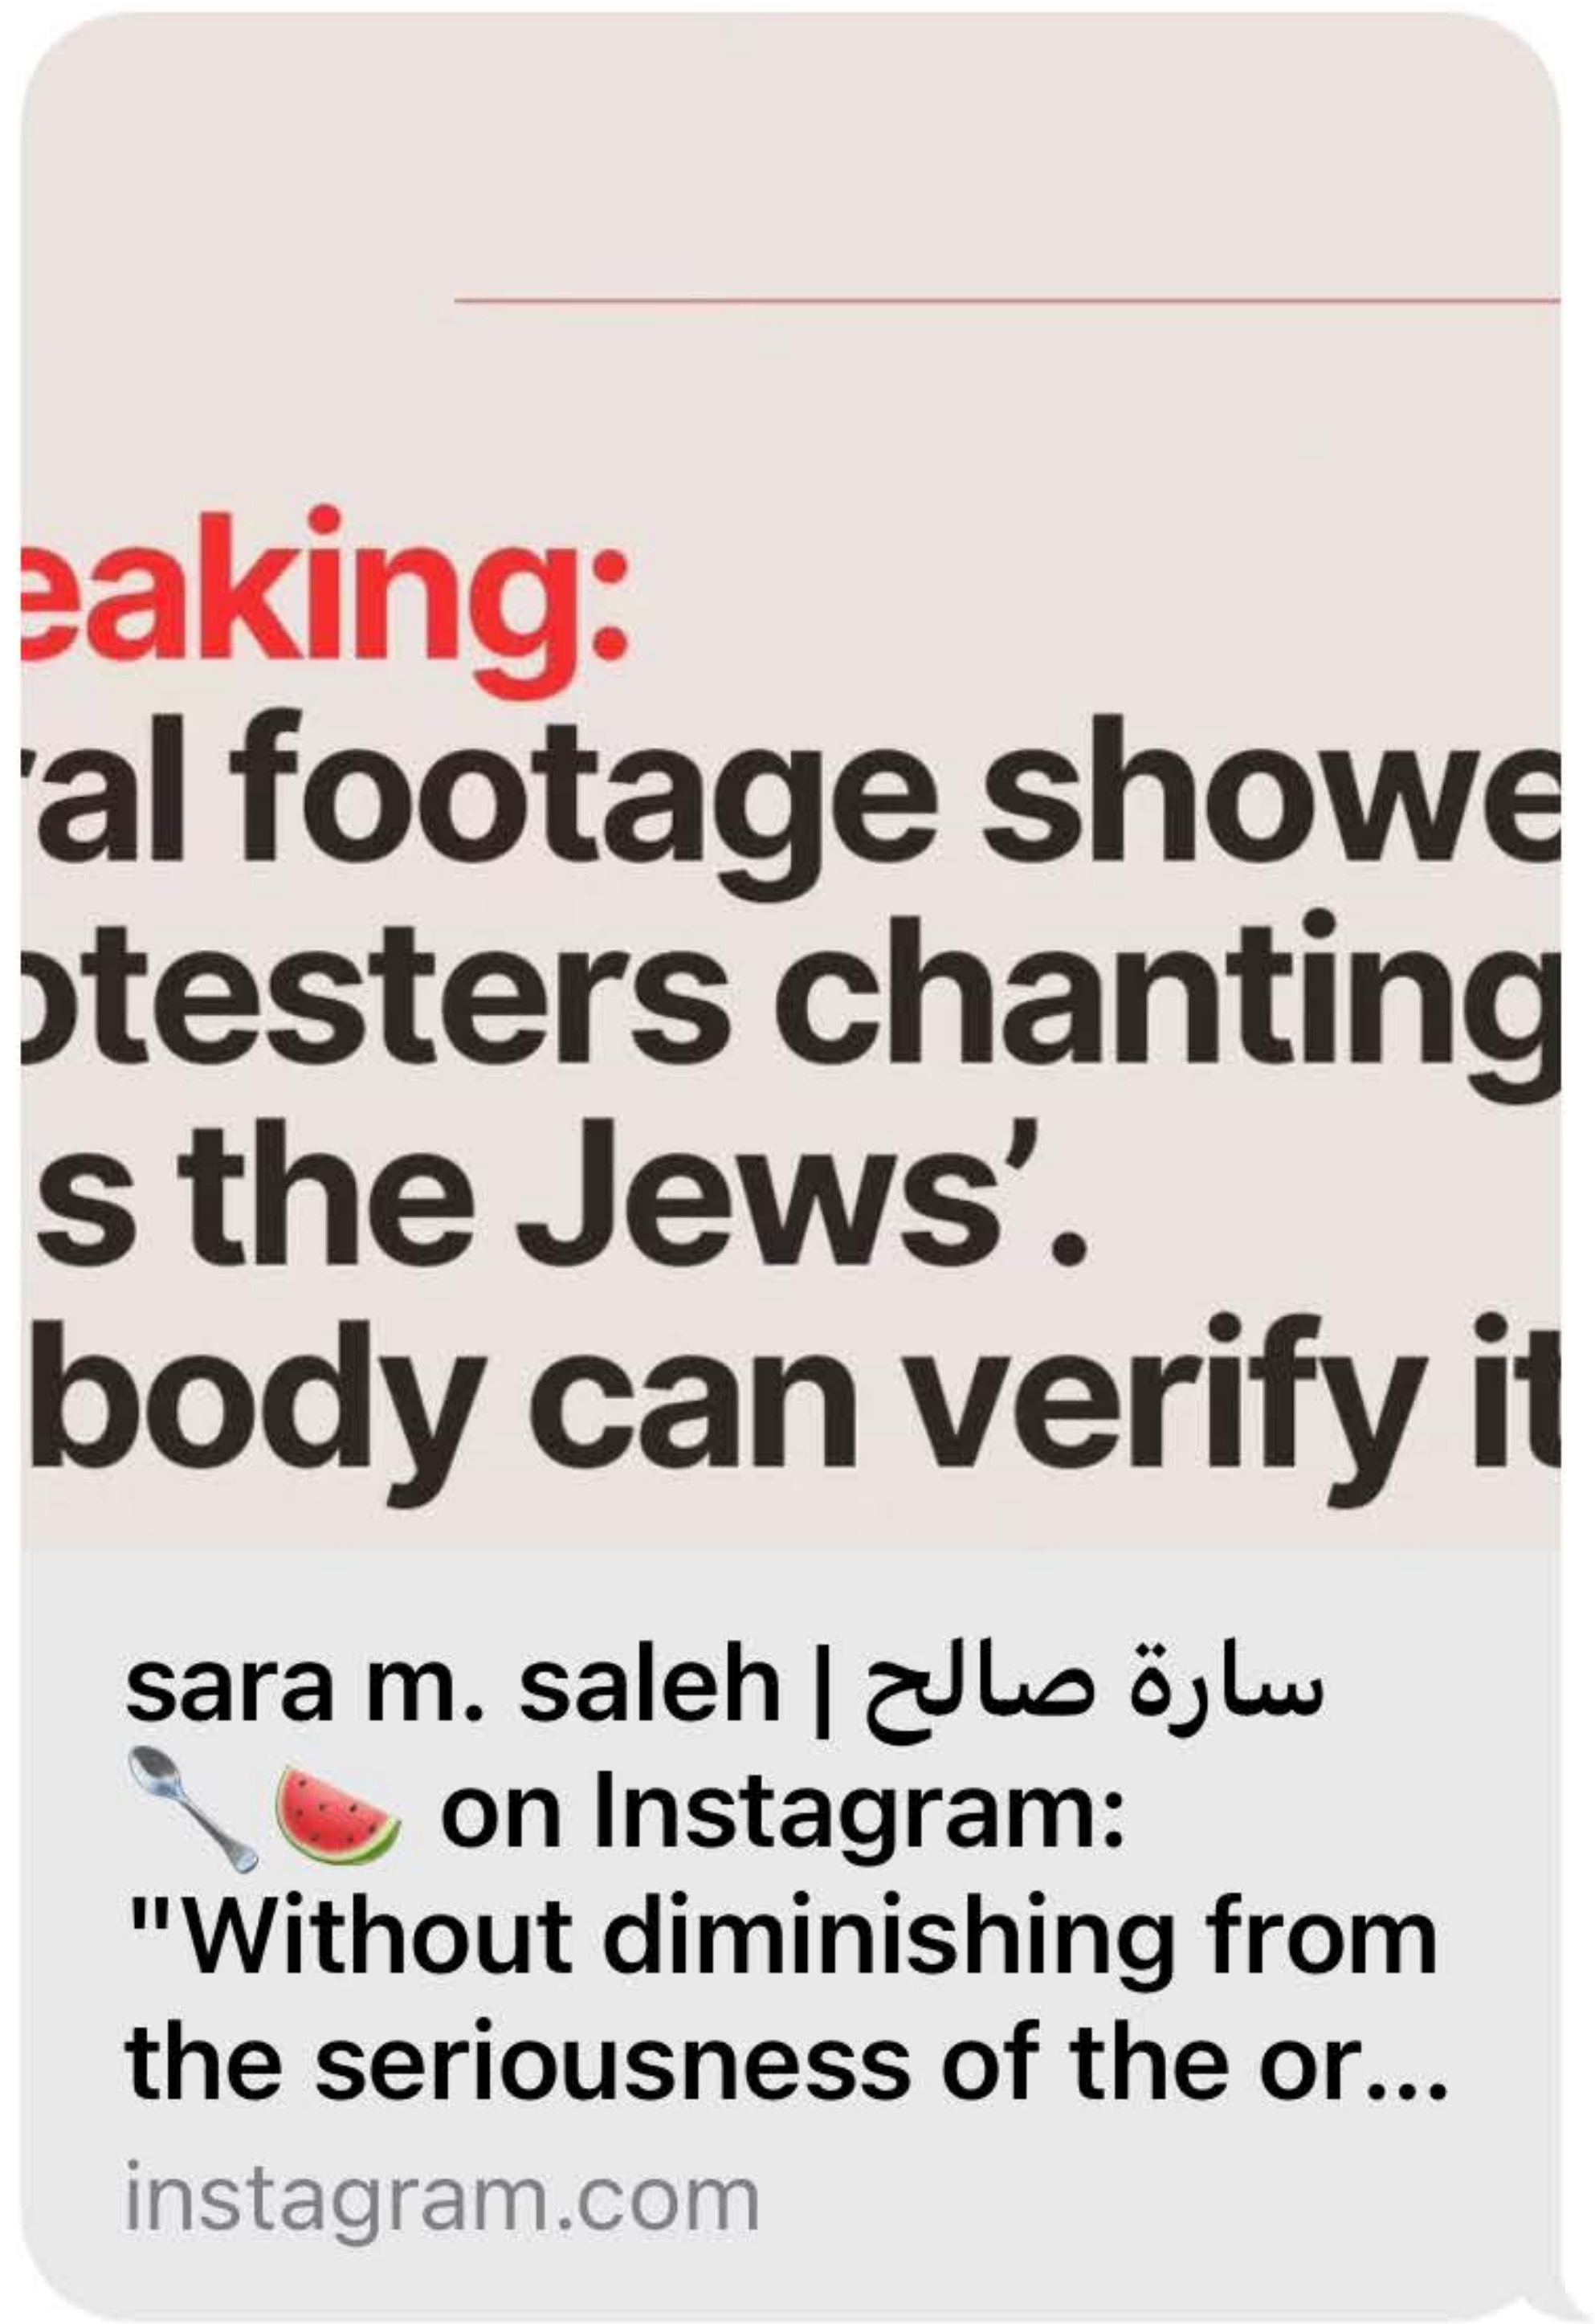 eaking:
al footage showe
otesters chanting
s the Jews’.
body can verify it
sara m. saleh | سارة صالح
🥄🍉 on Instagram:
"Without diminishing from
the seriousness of the or...
instagram.com